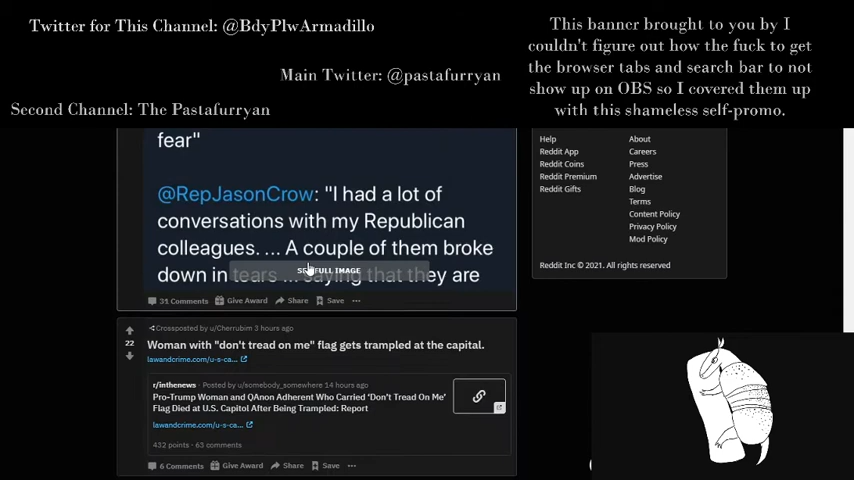 Twitter for This Channel: @BdyPlwArmadillo
Main Twitter: @pastafurryan
Second Channel: The Pastafurryan
This banner brought to you by I
couldn't figure out how the fuck to get
the browser tabs and search bar to not
show up on OBS so I covered them up
with this shameless self-promo.
fear"
@RepJasonCrow: "I had a lot of
conversations with my Republican
colleagues. ... A couple of them broke
down in tears ... saying that they are
FULL IMAGE
31 Comments Give Award Share Save ...
Crossposted by u/Cherrubim 3 hours ago
22
Woman with "don't tread on me" flag gets trampled at the capital.
lawandcrime.com/u-s-ca...
r/inthenews · Posted by u/somebody_somewhere 14 hours ago
Pro-Trump Woman and QAnon Adherent Who Carried 'Don't Tread On Me'
Flag Died at U.S. Capitol After Being Trampled: Report
lawandcrime.com/u-s-ca...
432 points · 63 comments
6 Comments Give Award Share Save ...
Help
Reddit App
Reddit Coins
Reddit Premium
Reddit Gifts
About
Careers
Press
Advertise
Blog
Terms
Content Policy
Privacy Policy
Mod Policy
Reddit Inc © 2021. All rights reserved